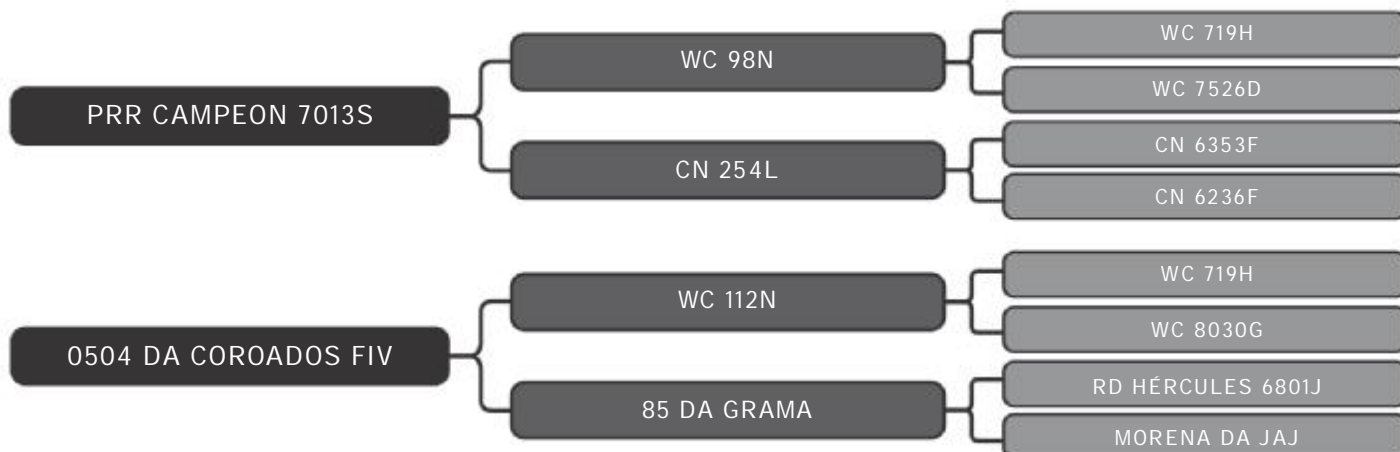 PRR CAMPEON 7013S
WC 98N
WC 719H
WC 7526D
CN 254L
CN 6353F
CN 6236F
0504 DA COROADOS FIV
WC 112N
WC 719H
WC 8030G
85 DA GRAMA
RD HÉRCULES 6801J
MORENA DA JAJ